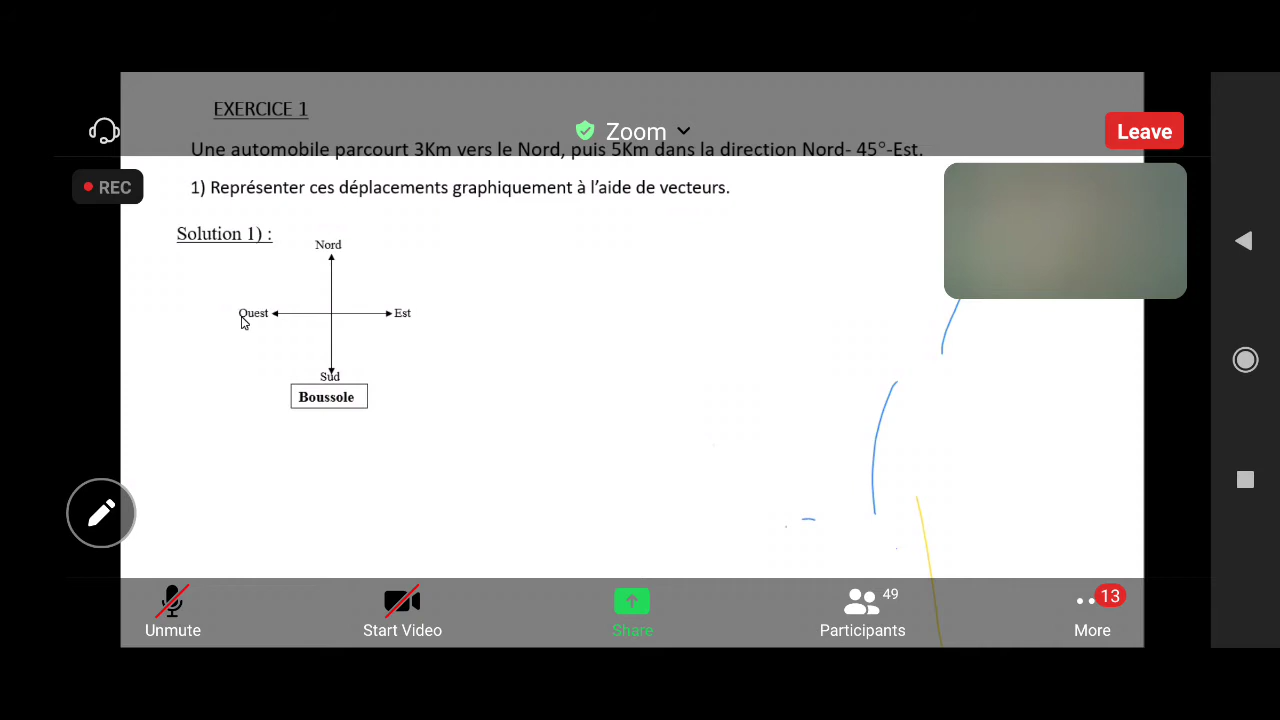 EXERCICE 1
Zoom
Leave
Une automobile parcourt 3Km vers le Nord, puis 5Km dans la direction Nord- 45°-Est.
REC
1) Représenter ces déplacements graphiquement à l’aide de vecteurs.
Solution 1) :
Nord
Ouest
Est
Sud
Boussole
Unmute
Start Video
Share
49
Participants
13
More